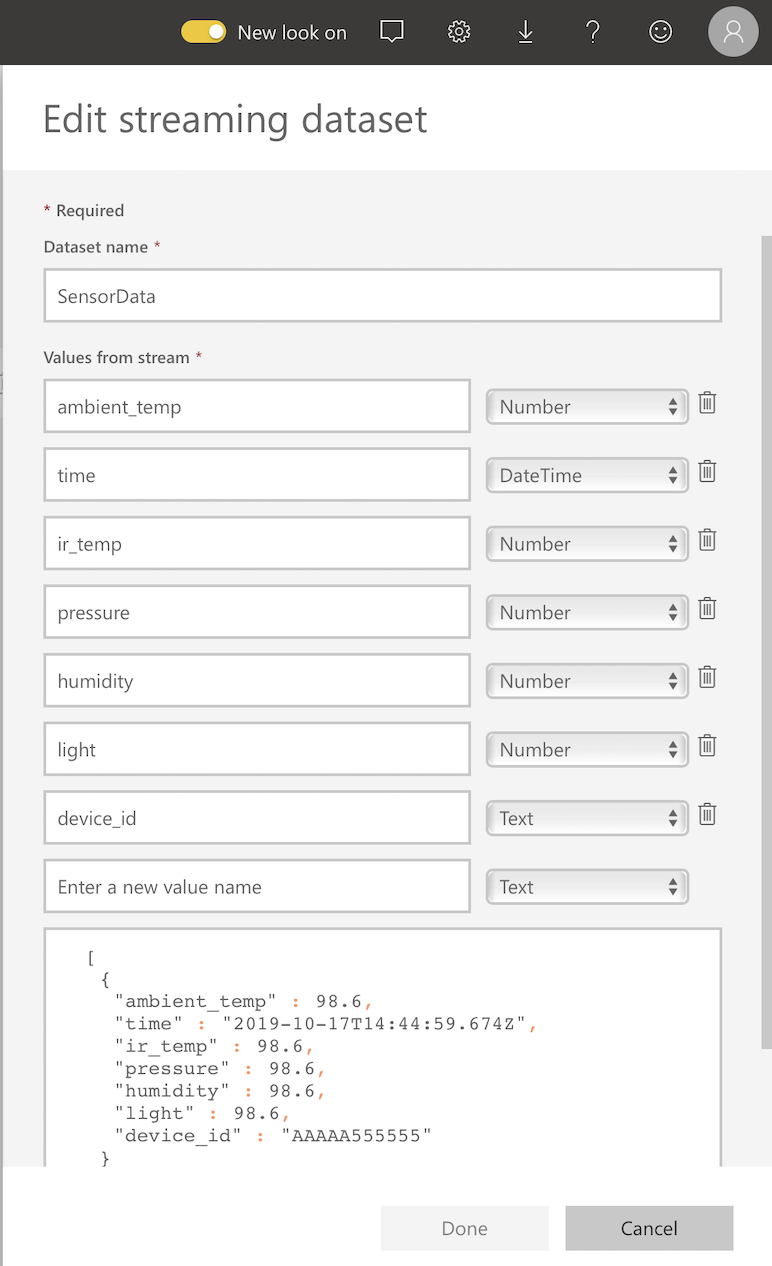 New look on
Edit streaming dataset
* Required
Dataset name *
SensorData
Values from stream *
ambient_temp Number
time DateTime
ir_temp Number
pressure Number
humidity Number
light Number
device_id Text
Enter a new value name Text
[
{
"ambient_temp" : 98.6,
"time" : "2019-10-17T14:44:59.674Z",
"ir_temp" : 98.6,
"pressure" : 98.6,
"humidity" : 98.6,
"light" : 98.6,
"device_id" : "AAAAA555555"
}
Done Cancel